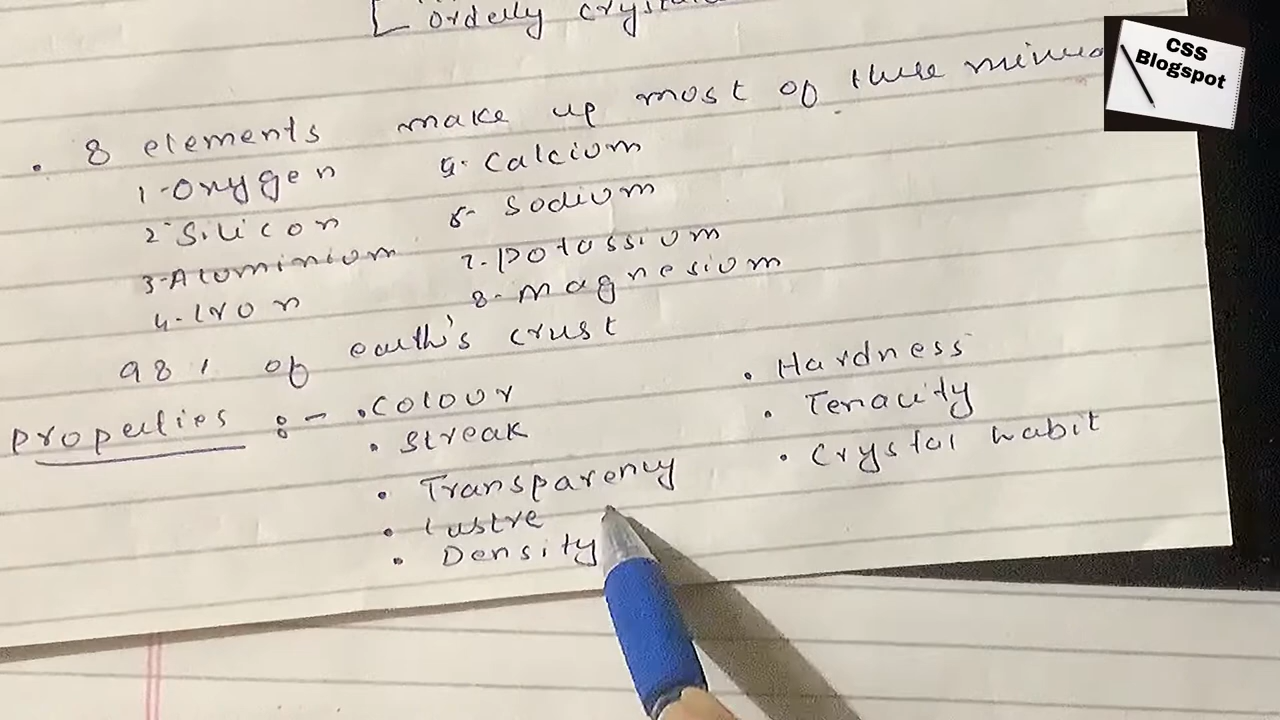 orderly crystal
CSS
Blogspot
• 8 elements make up most of these
1-Oxygen 5. Calcium
2-Silicon 6- Sodium
3-Aluminium 7-Potassium
4-Iron 8-Magnesium
98% of earth's crust
Properties :- • Colour • Hardness
• Streak • Tenacity
• Transparency • Crystal habit
• Lustre
• Density